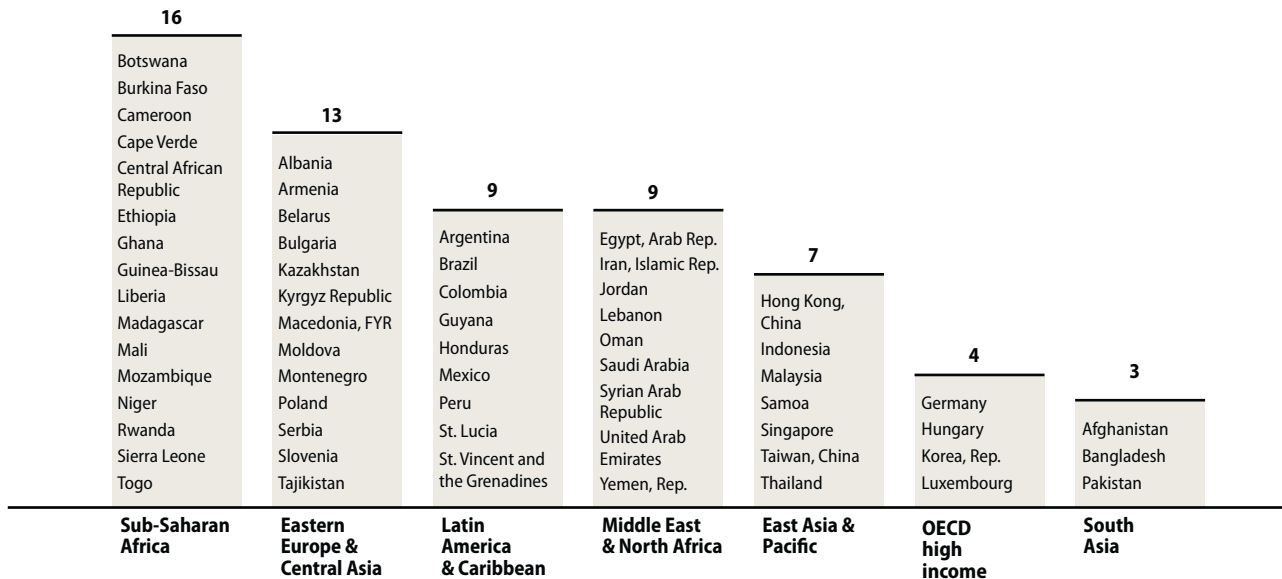 16
Botswana
Burkina Faso
Cameroon
Cape Verde
Central African
Republic
Ethiopia
Ghana
Guinea-Bissau
Liberia
Madagascar
Mali
Mozambique
Niger
Rwanda
Sierra Leone
Togo
Sub-Saharan
Africa
13
Albania
Armenia
Belarus
Bulgaria
Kazakhstan
Kyrgyz Republic
Macedonia, FYR
Moldova
Montenegro
Poland
Serbia
Slovenia
Tajikistan
Eastern
Europe &
Central Asia
9
Argentina
Brazil
Colombia
Guyana
Honduras
Mexico
Peru
St. Lucia
St. Vincent and
the Grenadines
Latin
America
& Caribbean
9
Egypt, Arab Rep.
Iran, Islamic Rep.
Jordan
Lebanon
Oman
Saudi Arabia
Syrian Arab
Republic
United Arab
Emirates
Yemen, Rep.
Middle East
& North Africa
7
Hong Kong,
China
Indonesia
Malaysia
Samoa
Singapore
Taiwan, China
Thailand
East Asia &
Pacific
4
Germany
Hungary
Korea, Rep.
Luxembourg
OECD
high
income
3
Afghanistan
Bangladesh
Pakistan
South
Asia